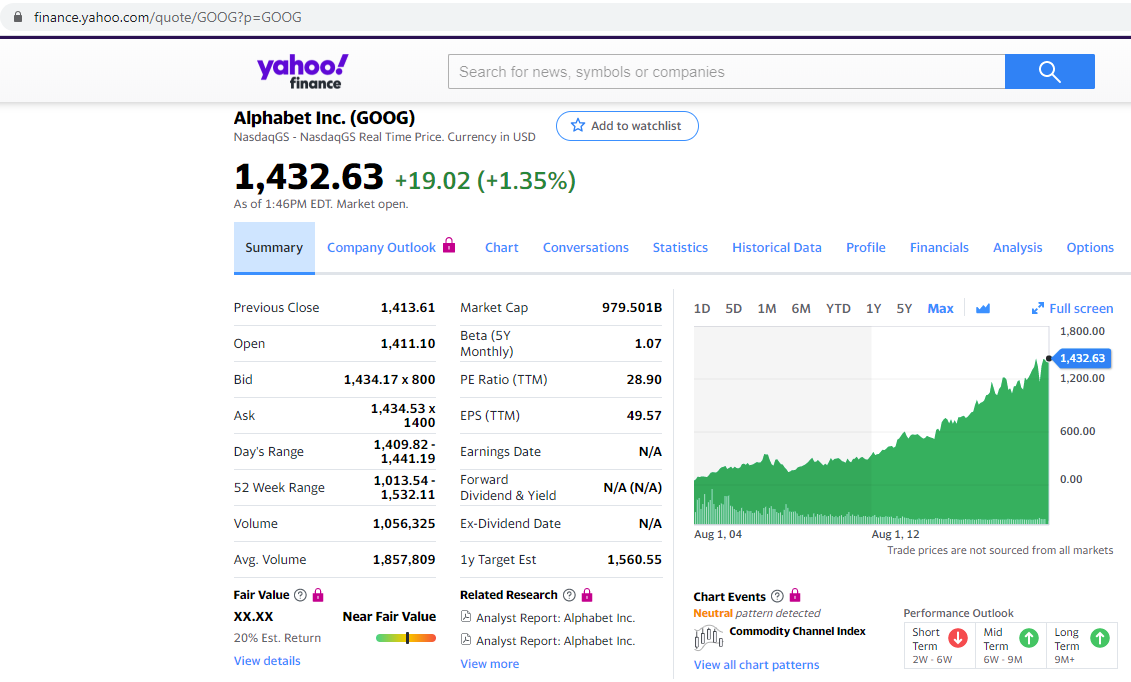 finance.yahoo.com/quote/GOOG?p=GOOG
yahoo!
finance
Search for news, symbols or companies
Alphabet Inc. (GOOG)
NasdaqGS - NasdaqGS Real Time Price. Currency in USD
Add to watchlist
1,432.63 +19.02 (+1.35%)
As of 1:46PM EDT. Market open.
Summary Company Outlook Chart Conversations Statistics Historical Data Profile Financials Analysis Options
Previous Close 1,413.61
Open 1,411.10
Bid 1,434.17 x 800
Ask 1,434.53 x
1400
Day's Range 1,409.82 -
1,441.19
52 Week Range 1,013.54 -
1,532.11
Volume 1,056,325
Avg. Volume 1,857,809
Market Cap 979.501B
Beta (5Y
Monthly) 1.07
PE Ratio (TTM) 28.90
EPS (TTM) 49.57
Earnings Date N/A
Forward
Dividend & Yield N/A (N/A)
Ex-Dividend Date N/A
1y Target Est 1,560.55
1D 5D 1M 6M YTD 1Y 5Y Max Full screen
1,800.00
1,432.63
1,200.00
600.00
0.00
Aug 1, 04 Aug 1, 12
Trade prices are not sourced from all markets
Fair Value
XX.XX Near Fair Value
20% Est. Return
View details
Related Research
Analyst Report: Alphabet Inc.
Analyst Report: Alphabet Inc.
View more
Chart Events
Neutral pattern detected
Commodity Channel Index
View all chart patterns
Performance Outlook
Short
Term
2W - 6W
Mid
Term
6W - 9M
Long
Term
9M+